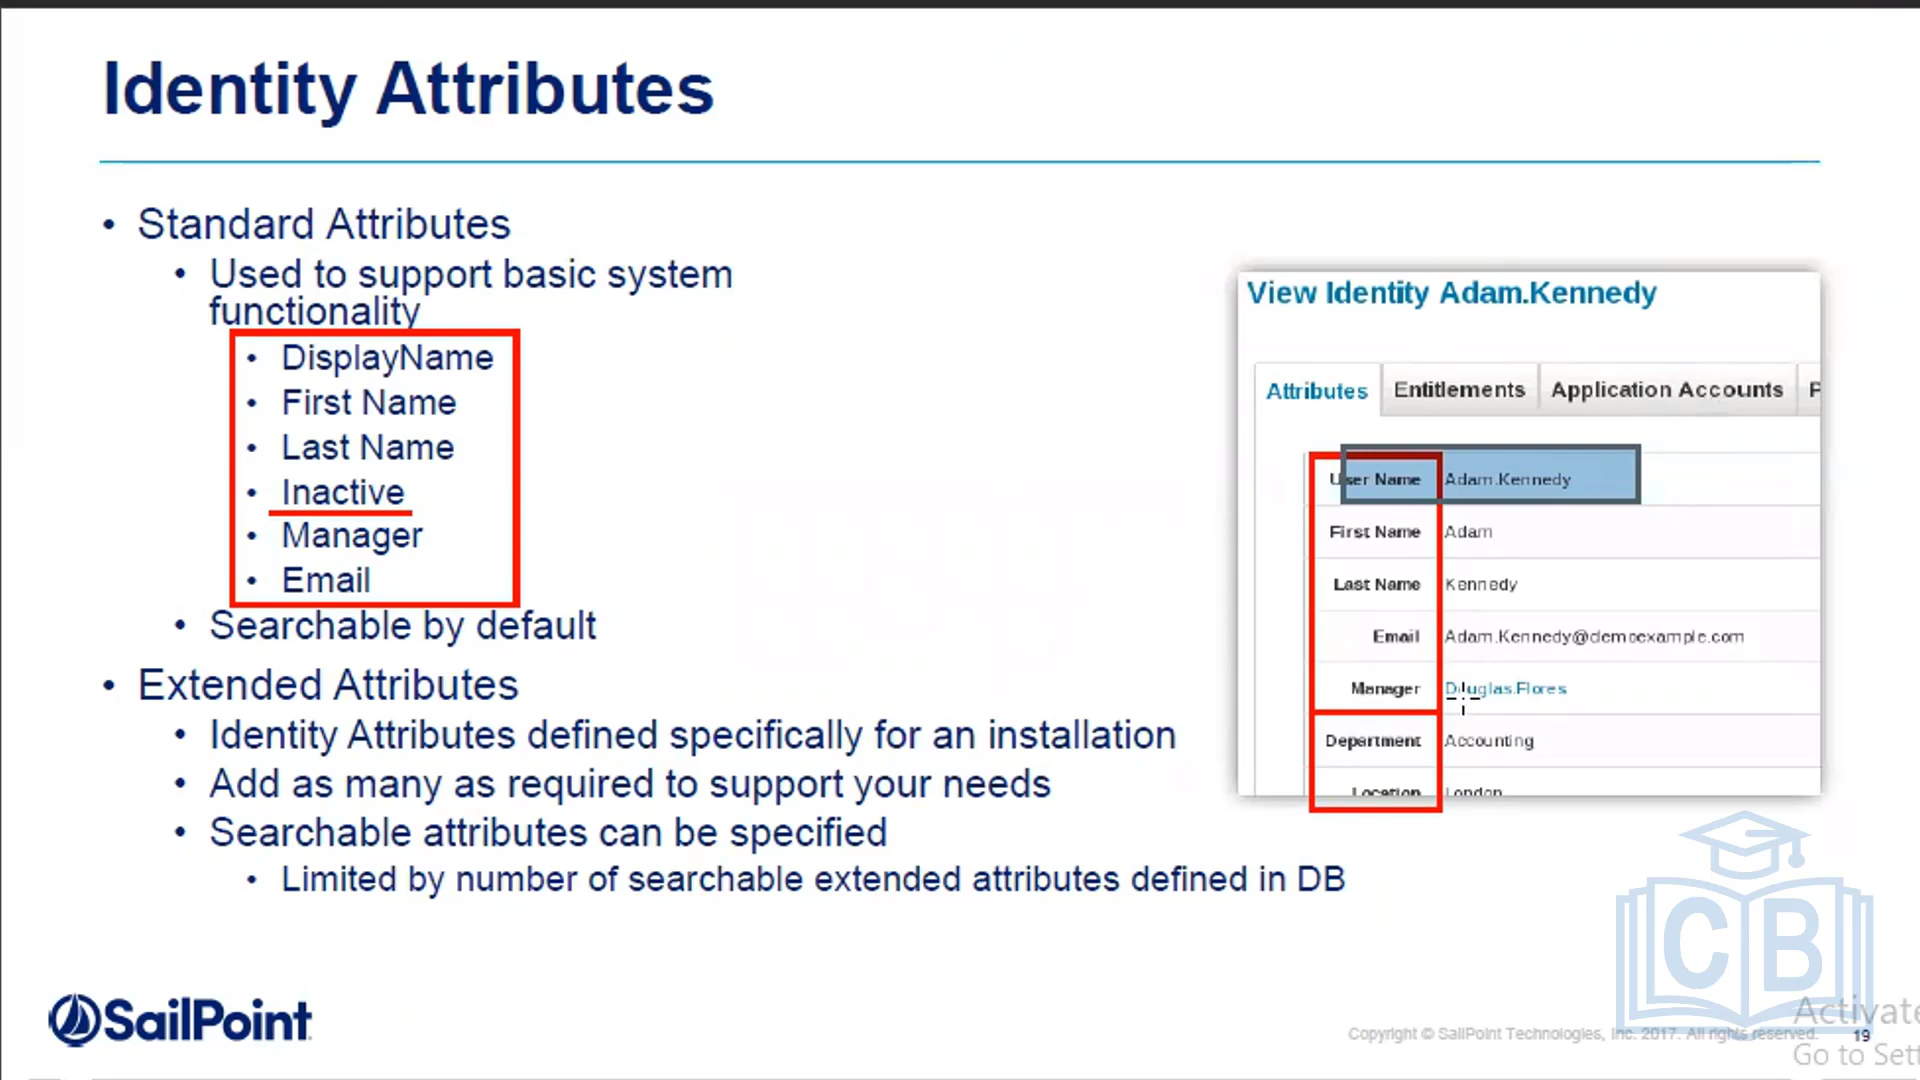 Identity Attributes
• Standard Attributes
• Used to support basic system
functionality
• DisplayName
• First Name
• Last Name
• Inactive
• Manager
• Email
• Searchable by default
• Extended Attributes
• Identity Attributes defined specifically for an installation
• Add as many as required to support your needs
• Searchable attributes can be specified
• Limited by number of searchable extended attributes defined in DB
View Identity Adam.Kennedy
Attributes Entitlements Application Accounts P
User Name Adam.Kennedy
First Name Adam
Last Name Kennedy
Email Adam.Kennedy@demoexample.com
Manager Douglas.Flores
Department Accounting
Location London
CB
SailPoint
Copyright © SailPoint Technologies, Inc. 2017. All rights reserved. 19
Activate
Go to Sett